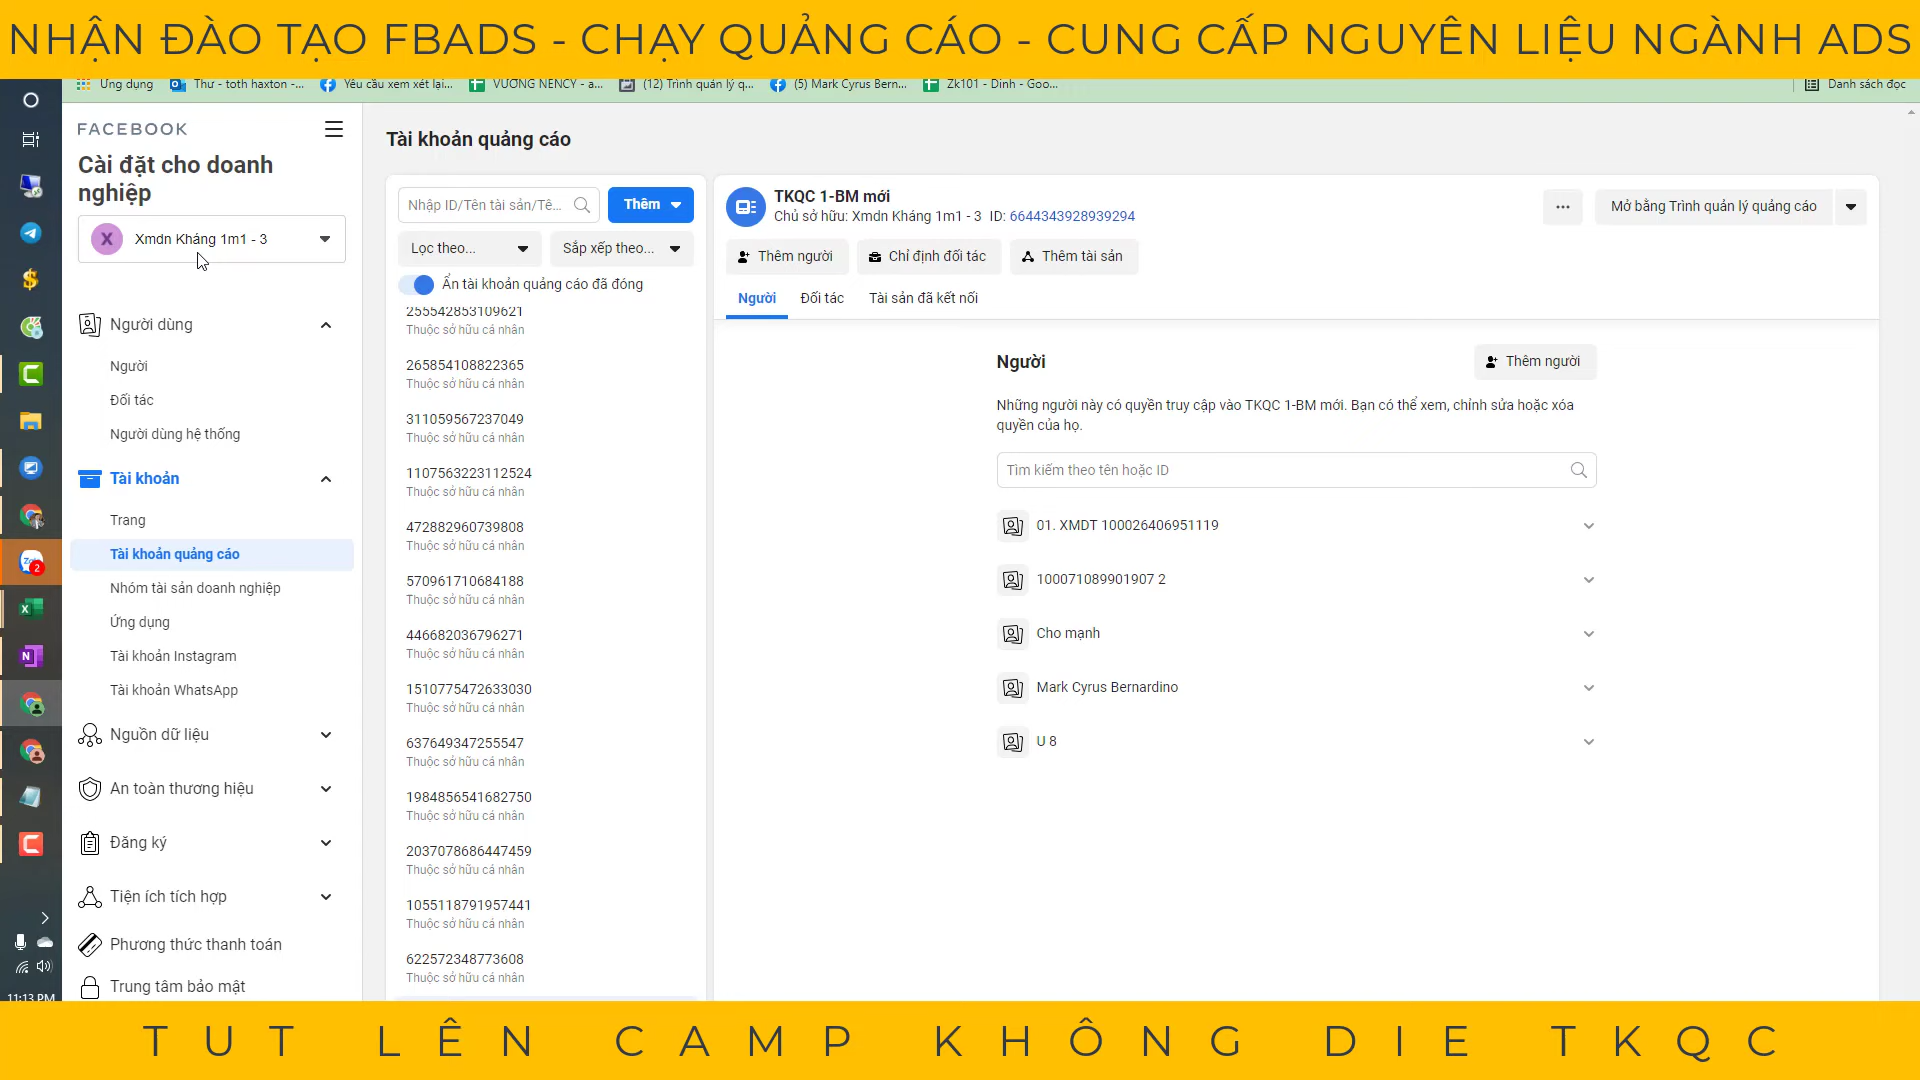 NHẬN ĐÀO TẠO FBADS - CHẠY QUẢNG CÁO - CUNG CẤP NGUYÊN LIỆU NGÀNH ADS
Ứng dụng
Thư - toth haxton -...
Yêu cầu xem xét lại...
VƯƠNG NENCY - a...
(12) Trình quản lý q...
(5) Mark Cyrus Bern...
Zk101 - Dinh - Goo...
Danh sách đọc
FACEBOOK
Cài đặt cho doanh
nghiệp
X
Xmdn Kháng 1m1 - 3
Người dùng
Người
Đối tác
Người dùng hệ thống
Tài khoản
Trang
Tài khoản quảng cáo
Nhóm tài sản doanh nghiệp
Ứng dụng
Tài khoản Instagram
Tài khoản WhatsApp
Nguồn dữ liệu
An toàn thương hiệu
Đăng ký
Tiện ích tích hợp
Phương thức thanh toán
Trung tâm bảo mật
2
11:13 PM
Tài khoản quảng cáo
Nhập ID/Tên tài sản/Tê...
Thêm
Lọc theo...
Sắp xếp theo...
Ẩn tài khoản quảng cáo đã đóng
255542853109621
Thuộc sở hữu cá nhân
265854108822365
Thuộc sở hữu cá nhân
311059567237049
Thuộc sở hữu cá nhân
1107563223112524
Thuộc sở hữu cá nhân
472882960739808
Thuộc sở hữu cá nhân
570961710684188
Thuộc sở hữu cá nhân
446682036796271
Thuộc sở hữu cá nhân
1510775472633030
Thuộc sở hữu cá nhân
637649347255547
Thuộc sở hữu cá nhân
1984856541682750
Thuộc sở hữu cá nhân
2037078686447459
Thuộc sở hữu cá nhân
1055118791957441
Thuộc sở hữu cá nhân
622572348773608
Thuộc sở hữu cá nhân
TKQC 1-BM mới
Chủ sở hữu: Xmdn Kháng 1m1 - 3 ID: 6644343928939294
...
Mở bằng Trình quản lý quảng cáo
Thêm người
Chỉ định đối tác
Thêm tài sản
Người
Đối tác
Tài sản đã kết nối
Người
Thêm người
Những người này có quyền truy cập vào TKQC 1-BM mới. Bạn có thể xem, chỉnh sửa hoặc xóa
quyền của họ.
Tìm kiếm theo tên hoặc ID
01. XMDT 100026406951119
100071089901907 2
Cho mạnh
Mark Cyrus Bernardino
U 8
TUT LÊN CAMP KHÔNG DIE TKQC